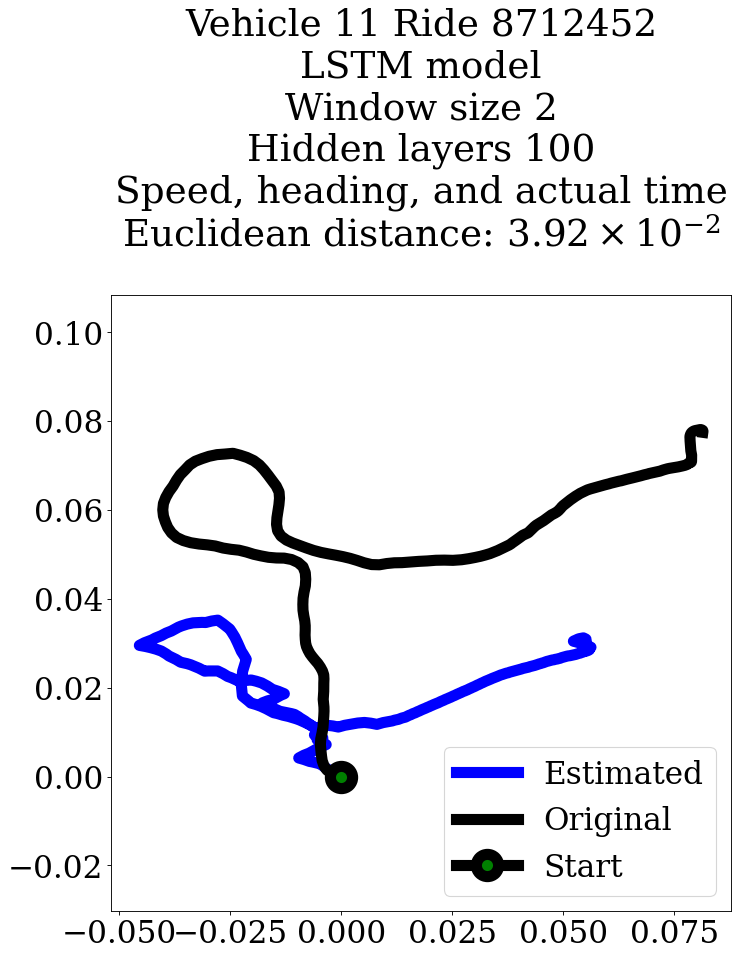 Vehicle 11 Ride 8712452
LSTM model
Window size 2
Hidden layers 100
Speed, heading, and actual time
Euclidean distance: 3.92 × 10⁻²
0.10
0.08
0.06
0.04
0.02
0.00
−0.02
−0.050 −0.025 0.000 0.025 0.050 0.075
Estimated
Original
Start